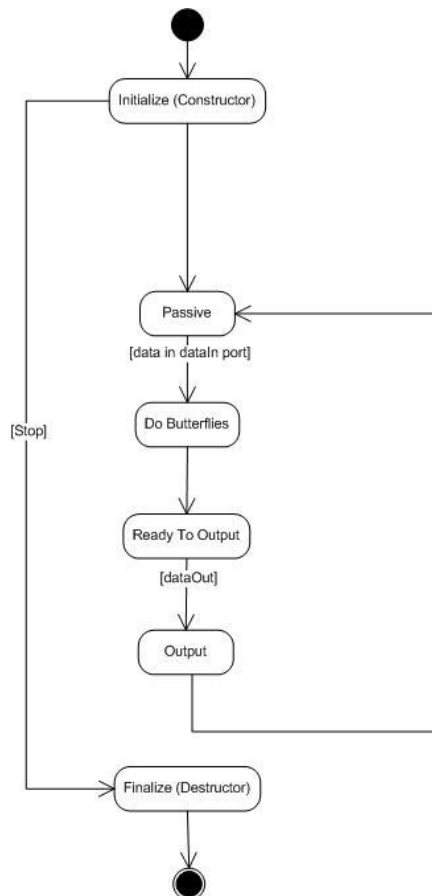 Initialize (Constructor)
Passive
[data in dataIn port]
Do Butterflies
[Stop]
Ready To Output
[dataOut]
Output
Finalize (Destructor)